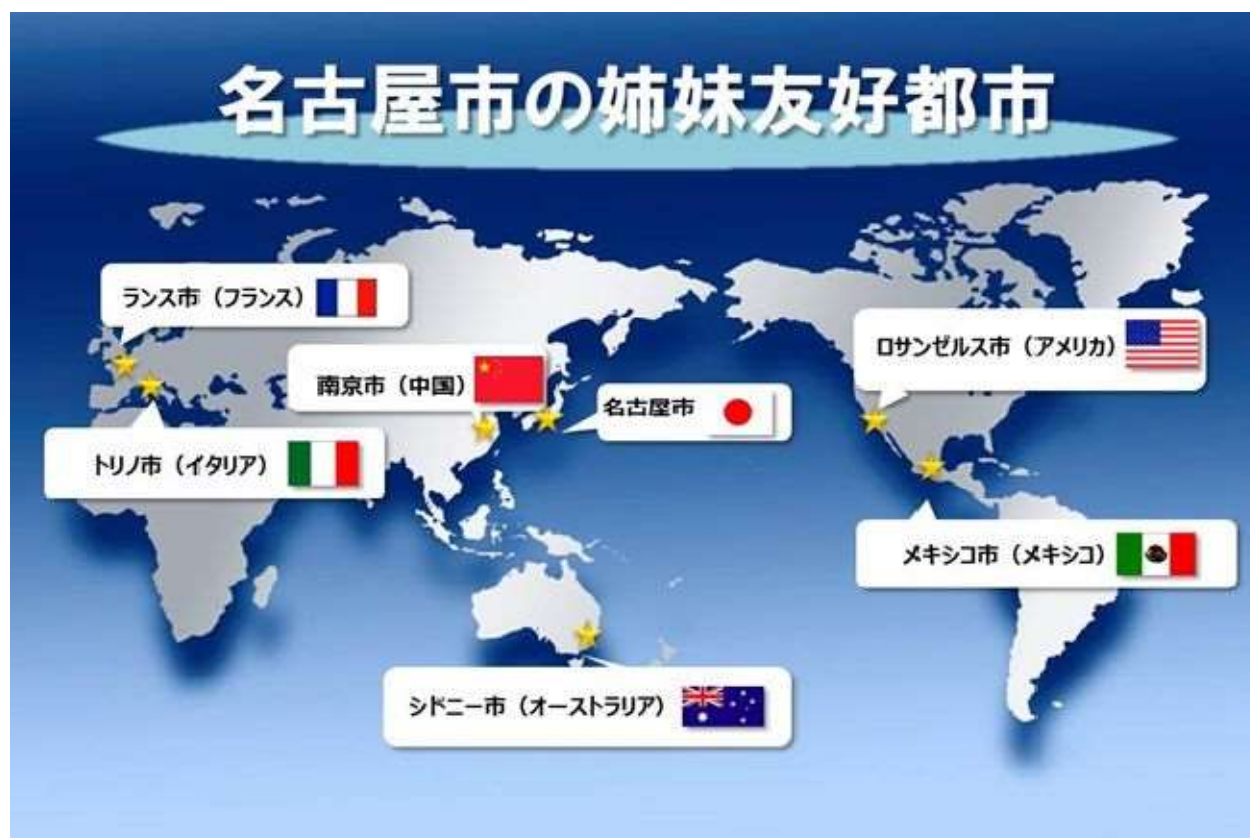 名古屋市の姉妹友好都市
ランス市（フランス）
ロサンゼルス市（アメリカ）
南京市（中国）
名古屋市
トリノ市（イタリア）
メキシコ市（メキシコ）
シドニー市（オーストラリア）